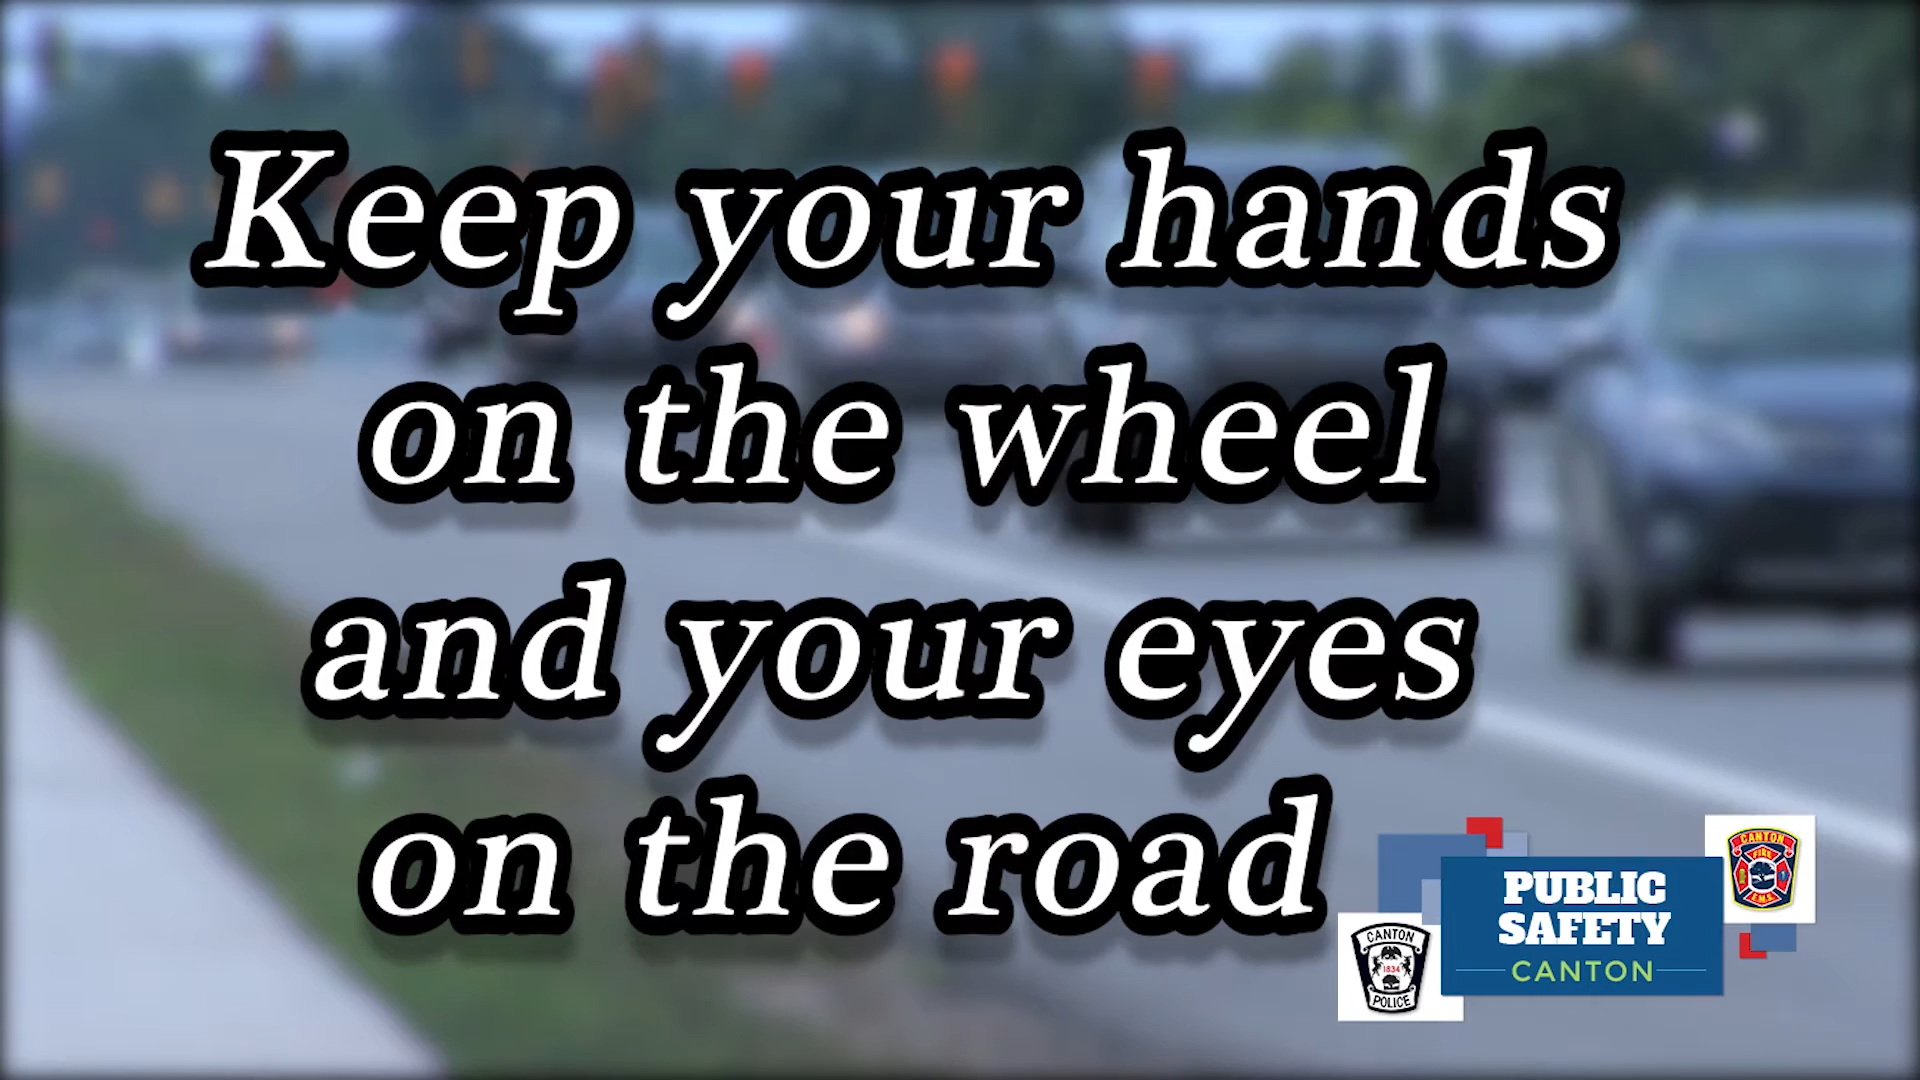 Keep your hands
on the wheel
and your eyes
on the road
PUBLIC
SAFETY
CANTON
CANTON
1834
POLICE
CANTON
FIRE
E.M.S.